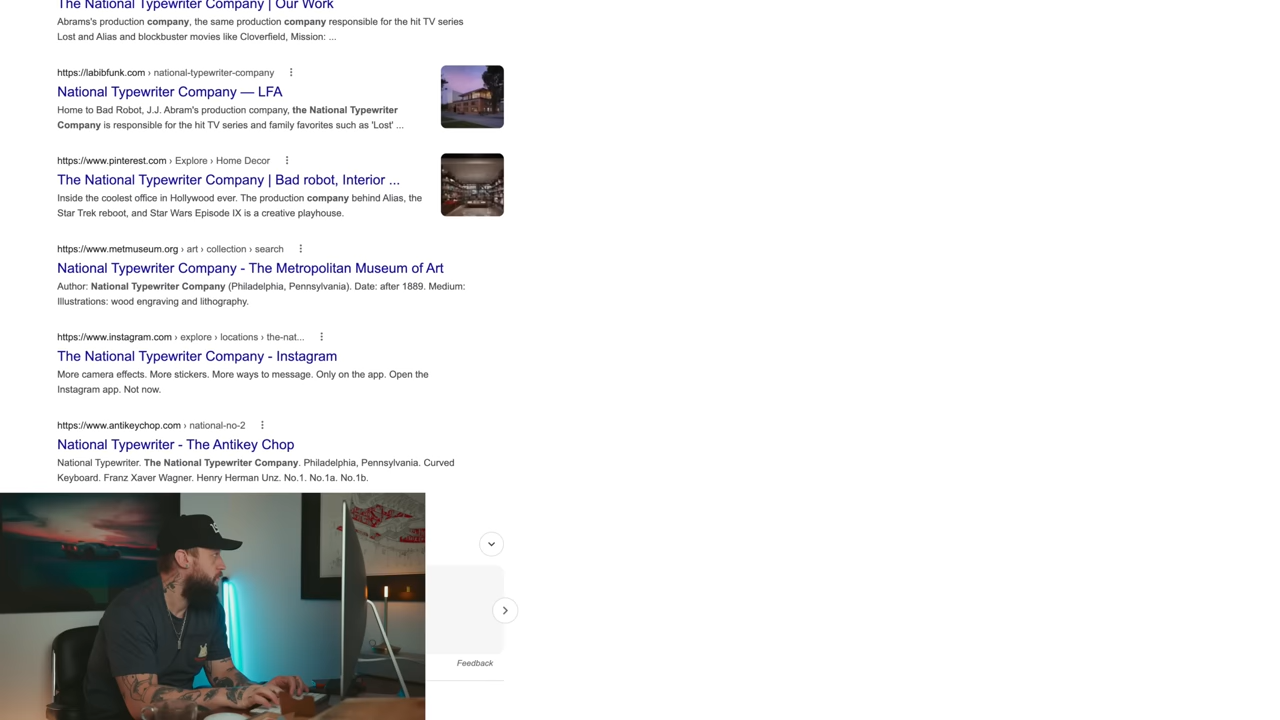 The National Typewriter Company | Our Work
Abrams's production company, the same production company responsible for the hit TV series
Lost and Alias and blockbuster movies like Cloverfield, Mission: ...
https://labibfunk.com › national-typewriter-company
National Typewriter Company — LFA
Home to Bad Robot, J.J. Abram's production company, the National Typewriter
Company is responsible for the hit TV series and family favorites such as 'Lost' ...
https://www.pinterest.com › Explore › Home Decor
The National Typewriter Company | Bad robot, Interior ...
Inside the coolest office in Hollywood ever. The production company behind Alias, the
Star Trek reboot, and Star Wars Episode IX is a creative playhouse.
https://www.metmuseum.org › art › collection › search
National Typewriter Company - The Metropolitan Museum of Art
Author: National Typewriter Company (Philadelphia, Pennsylvania). Date: after 1889. Medium:
Illustrations: wood engraving and lithography.
https://www.instagram.com › explore › locations › the-nat...
The National Typewriter Company - Instagram
More camera effects. More stickers. More ways to message. Only on the app. Open the
Instagram app. Not now.
https://www.antikeychop.com › national-no-2
National Typewriter - The Antikey Chop
National Typewriter. The National Typewriter Company. Philadelphia, Pennsylvania. Curved
Keyboard. Franz Xaver Wagner. Henry Herman Unz. No.1. No.1a. No.1b.
Feedback